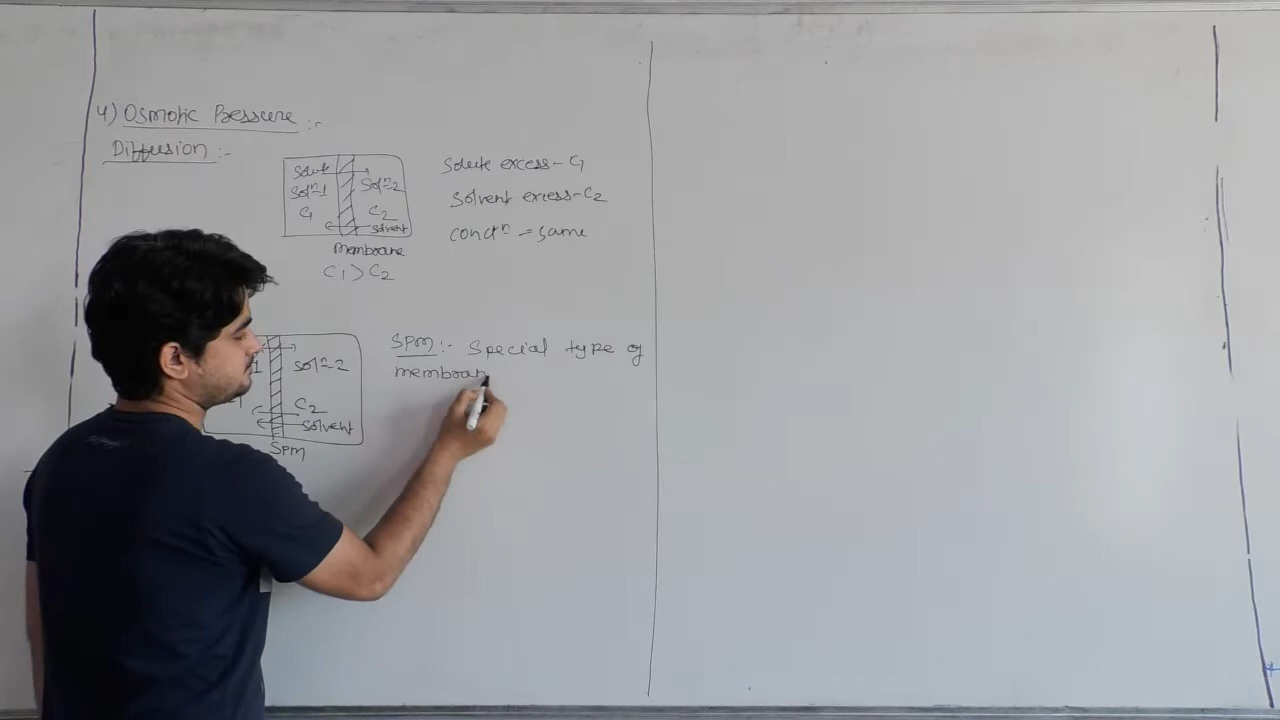 4) Osmotic Pressure :-
Diffusion :-
Solute
Solⁿ-1 Solⁿ-2
C₁ C₂
solvent
membrane
C₁ > C₂
Solute excess - C₁
Solvent excess - C₂
concⁿ = same
1 Solⁿ-2
C₂
solvent
SPM
SPM :- Special type of
membran